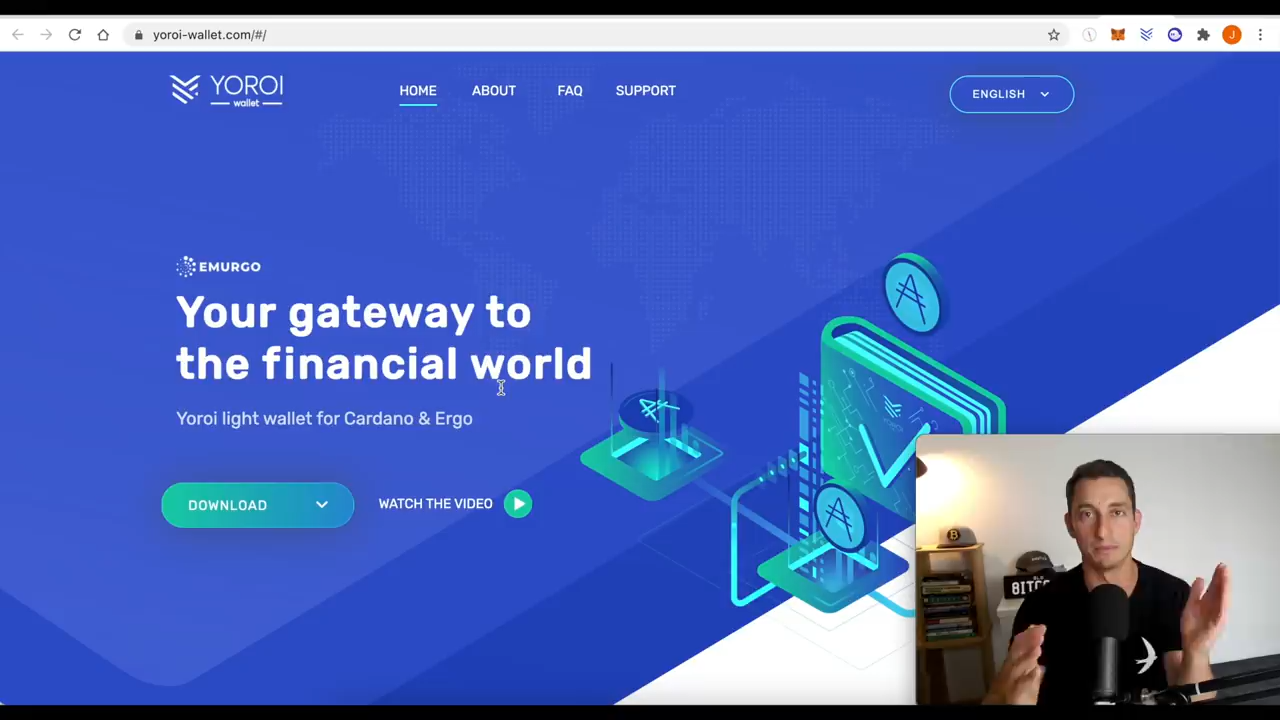 yoroi-wallet.com/#/
J
YOROI
wallet
HOME
ABOUT
FAQ
SUPPORT
ENGLISH
EMURGO
Your gateway to
the financial world
Yoroi light wallet for Cardano & Ergo
DOWNLOAD
WATCH THE VIDEO